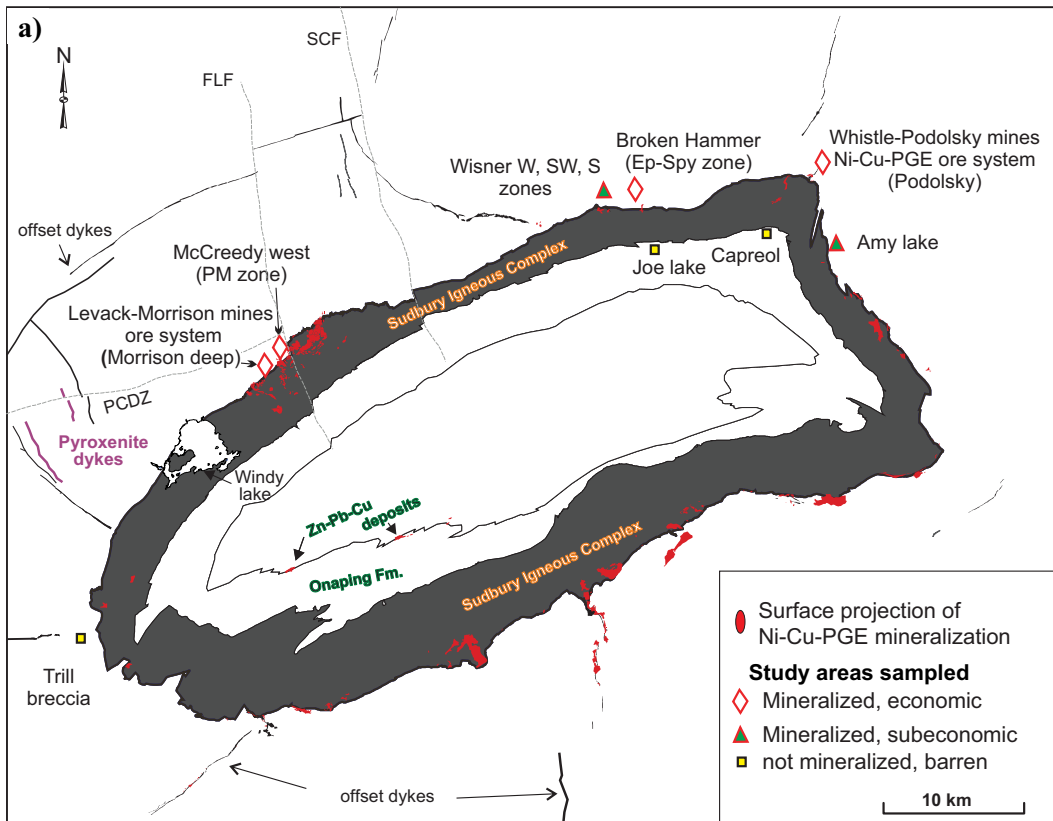 a)
N
SCF
FLF
Broken Hammer
(Ep-Spy zone)
Whistle-Podolsky mines
Ni-Cu-PGE ore system
(Podolsky)
Wisner W, SW, S
zones
offset dykes
McCreedy west
(PM zone)
Sudbury Igneous Complex
Joe lake
Capreol
Amy lake
Levack-Morrison mines
ore system
(Morrison deep)
PCDZ
Pyroxenite
dykes
Windy
lake
Zn-Pb-Cu
deposits
Onaping Fm.
Sudbury Igneous Complex
Trill
breccia
offset dykes
Surface projection of
Ni-Cu-PGE mineralization
Study areas sampled
Mineralized, economic
Mineralized, subeconomic
not mineralized, barren
10 km